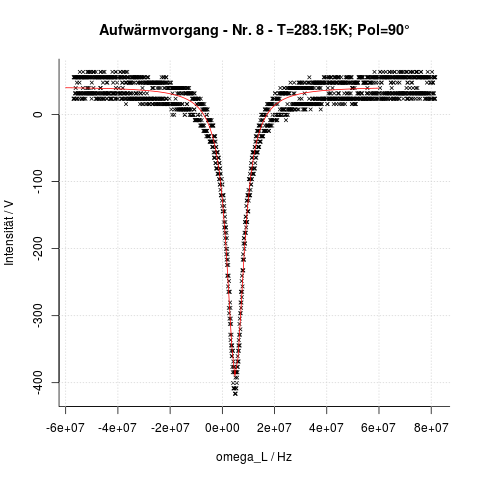 Aufwärmvorgang - Nr. 8 - T=283.15K; Pol=90°
Intensität / V
0
-100
-200
-300
-400
-6e+07 -4e+07 -2e+07 0e+00 2e+07 4e+07 6e+07 8e+07
omega_L / Hz